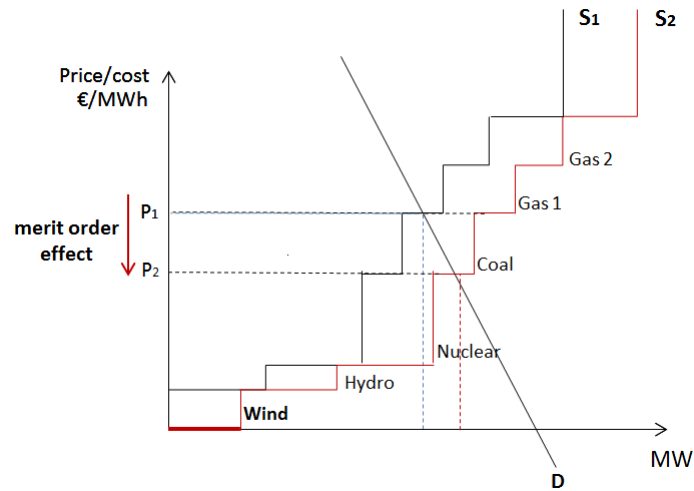 S1 S2
Price/cost
€/MWh
Gas 2
Gas 1
P1
merit order
effect
P2
Coal
Nuclear
Hydro
Wind
MW
D